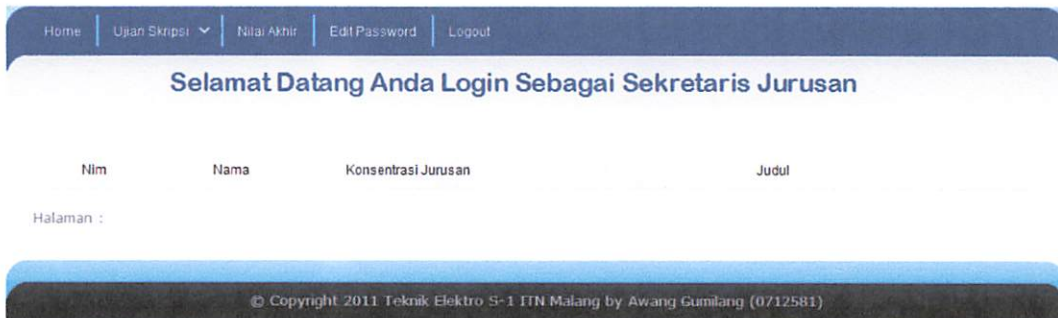 Home Ujian Skripsi Nilai Akhir Edit Password Logout
Selamat Datang Anda Login Sebagai Sekretaris Jurusan
Nim Nama Konsentrasi Jurusan Judul
Halaman :
© Copyright 2011 Teknik Elektro S-1 ITN Malang by Awang Gumilang (0712581)